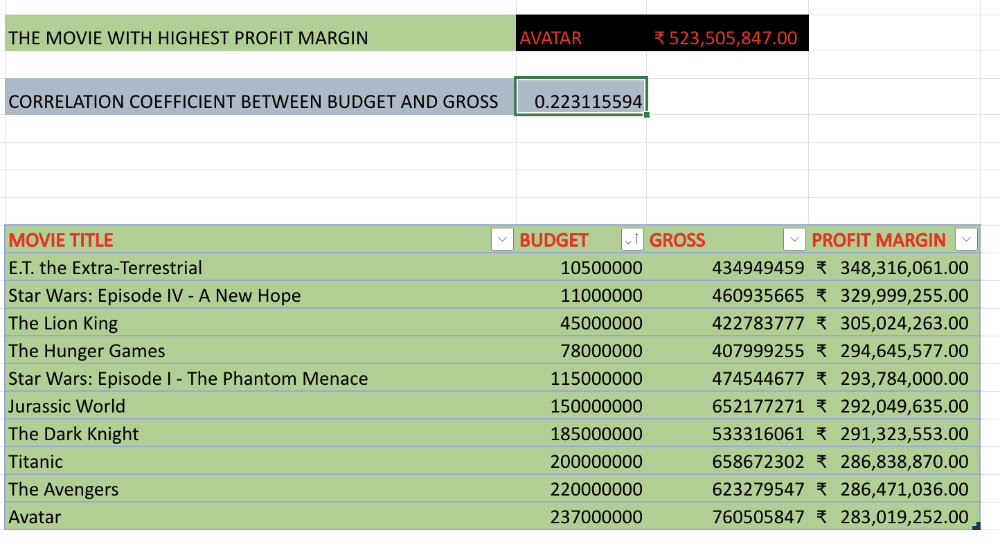 THE MOVIE WITH HIGHEST PROFIT MARGIN AVATAR ₹ 523,505,847.00
CORRELATION COEFFICIENT BETWEEN BUDGET AND GROSS 0.223115594
MOVIE TITLE BUDGET GROSS PROFIT MARGIN
E.T. the Extra-Terrestrial 10500000 434949459 ₹ 348,316,061.00
Star Wars: Episode IV - A New Hope 11000000 460935665 ₹ 329,999,255.00
The Lion King 45000000 422783777 ₹ 305,024,263.00
The Hunger Games 78000000 407999255 ₹ 294,645,577.00
Star Wars: Episode I - The Phantom Menace 115000000 474544677 ₹ 293,784,000.00
Jurassic World 150000000 652177271 ₹ 292,049,635.00
The Dark Knight 185000000 533316061 ₹ 291,323,553.00
Titanic 200000000 658672302 ₹ 286,838,870.00
The Avengers 220000000 623279547 ₹ 286,471,036.00
Avatar 237000000 760505847 ₹ 283,019,252.00